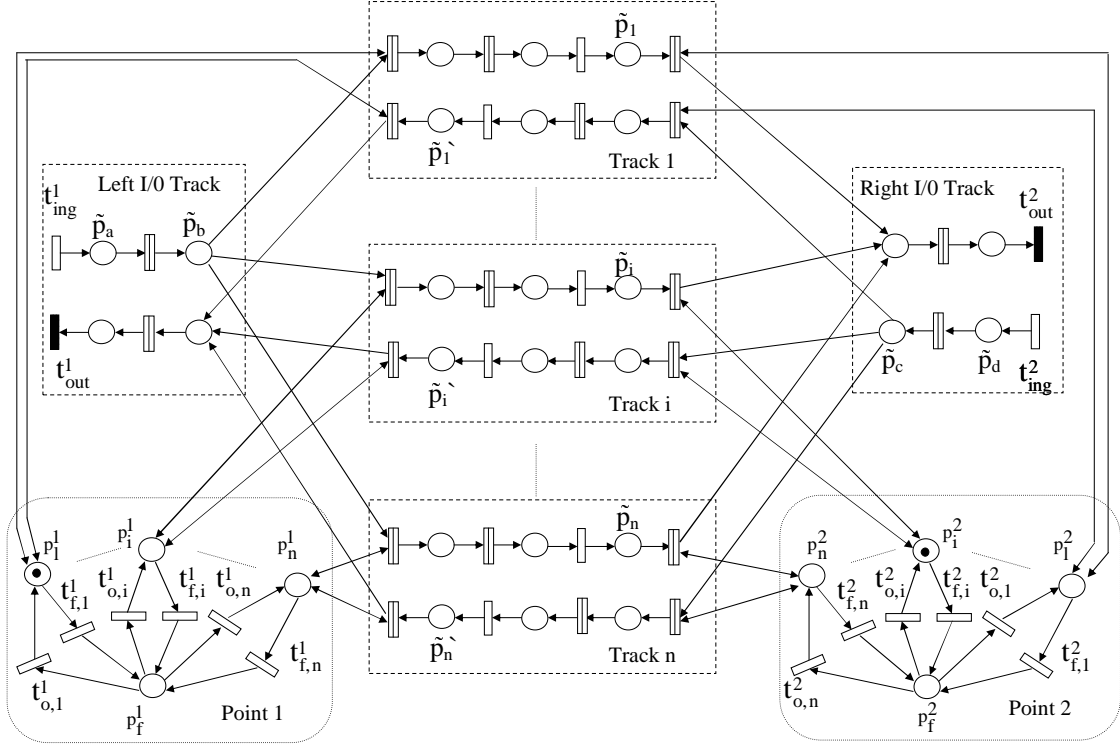 p̃1
p̃1`
Track 1
Left I/0 Track
t1ing
p̃a
p̃b
t1out
Right I/0 Track
t2out
p̃c
p̃d
t2ing
p̃i
p̃i`
Track i
p̃n
p̃n`
Track n
p1l
p1i
p1n
t1f,1
t1o,i
t1f,i
t1o,n
t1f,n
t1o,1
p1f
Point 1
p2n
p2i
p2l
t2f,n
t2o,i
t2f,i
t2o,1
t2f,1
t2o,n
p2f
Point 2